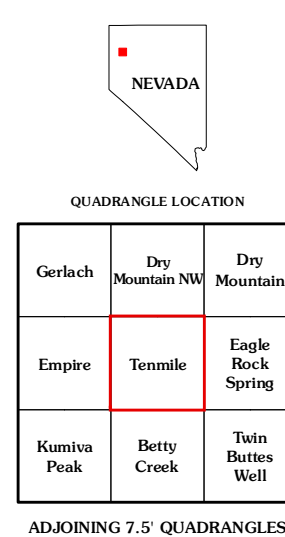 NEVADA
QUADRANGLE LOCATION
Gerlach
Dry
Mountain NW
Dry
Mountain
Empire
Tenmile
Eagle
Rock
Spring
Kumiva
Peak
Betty
Creek
Twin
Buttes
Well
ADJOINING 7.5' QUADRANGLES